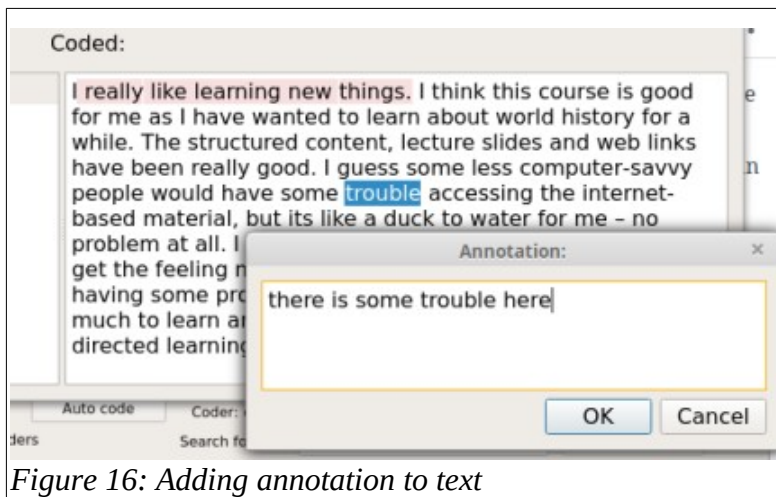 Coded:
I really like learning new things. I think this course is good
for me as I have wanted to learn about world history for a
while. The structured content, lecture slides and web links
have been really good. I guess some less computer-savvy
people would have some trouble accessing the internet-
based material, but its like a duck to water for me – no
problem at all. I
get the feeling
having some
much to learn
directed learning
Annotation:
there is some trouble here
OK Cancel
Auto code Coder:
Search
Figure 16: Adding annotation to text